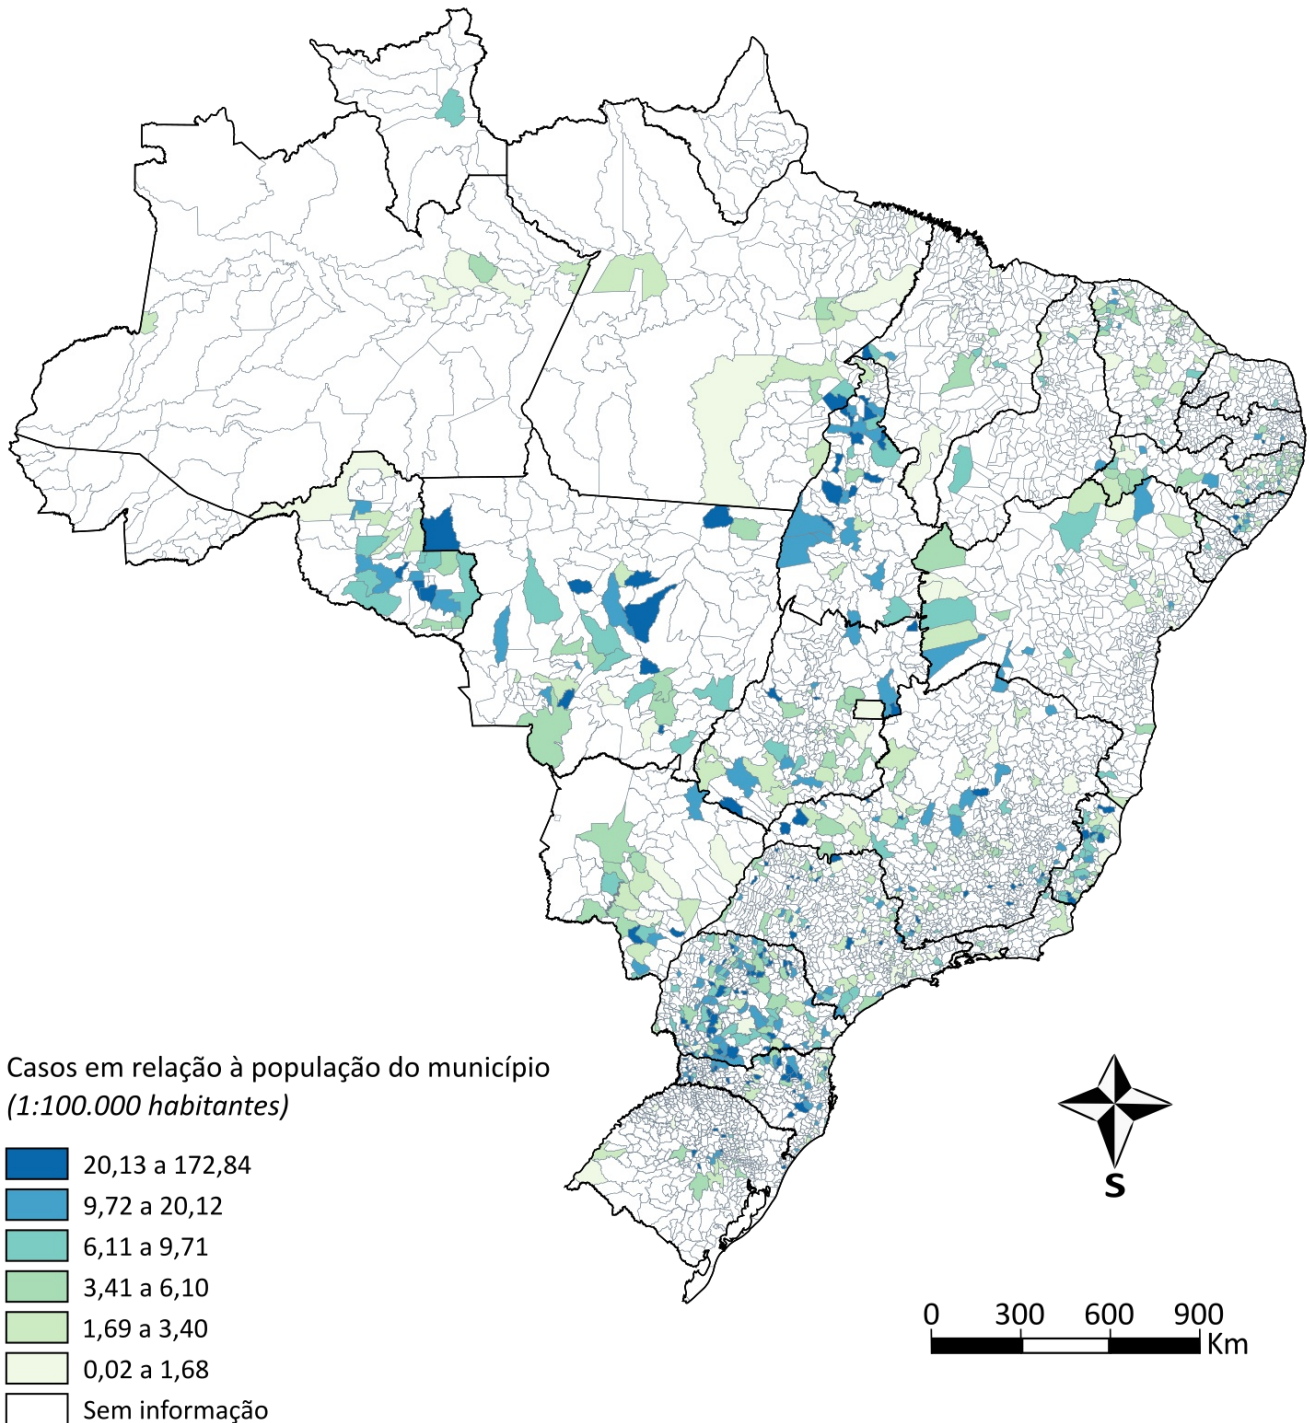 Casos em relação à população do município
(1:100.000 habitantes)
20,13 a 172,84
9,72 a 20,12
6,11 a 9,71
3,41 a 6,10
1,69 a 3,40
0,02 a 1,68
Sem informação
S
0 300 600 900
Km